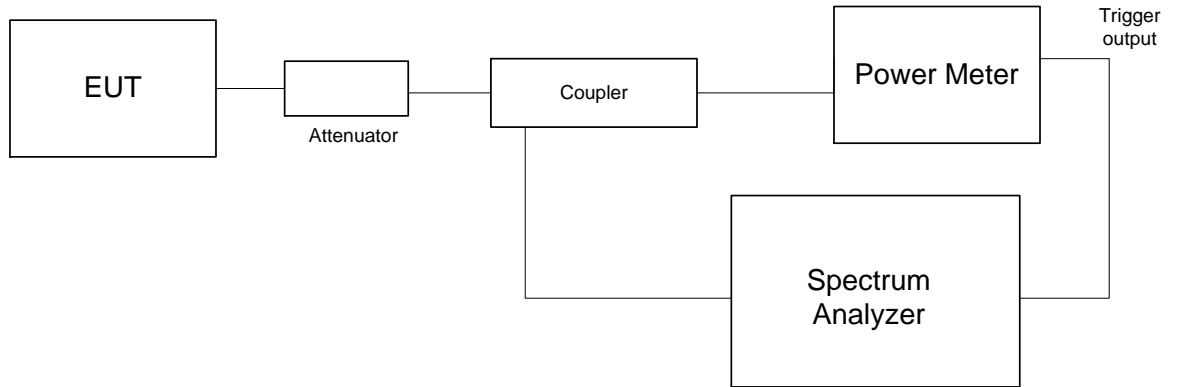 EUT
Attenuator
Coupler
Power Meter
Trigger
output
Spectrum
Analyzer